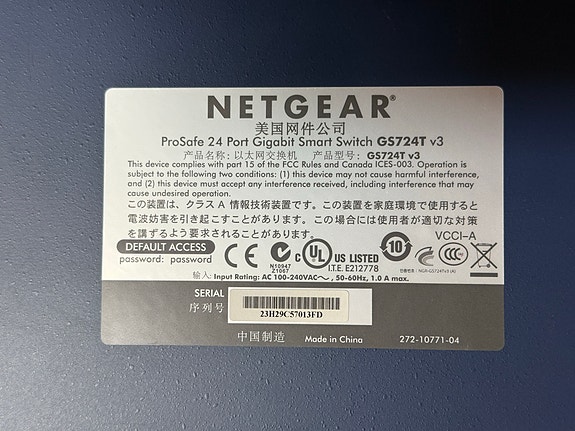 NETGEAR®
美国网件公司
ProSafe 24 Port Gigabit Smart Switch GS724T v3
产品名称: 以太网交换机 产品型号: GS724T v3
This device complies with part 15 of the FCC Rules and Canada ICES-003. Operation is
subject to the following two conditions: (1) this device may not cause harmful interference,
and (2) this device must accept any interference received, including interference that may
cause undesired operation.
この装置は、クラス A 情報技術装置です。この装置を家庭環境で使用すると
電波妨害を引き起こすことがあります。この場合には使用者が適切な対策
を講ずるよう要求されることがあります。
VCCI-A
DEFAULT ACCESS
password: password
CE
N10947
Z1067
C UL US LISTED
I.T.E. E212778
10
CCC
NGR-GS724Tv3 (A)
输入: Input Rating: AC 100-240V~, 50-60Hz, 1.0 A max.
SERIAL
序列号
23H29C57013FD
中国制造 Made in China 272-10771-04